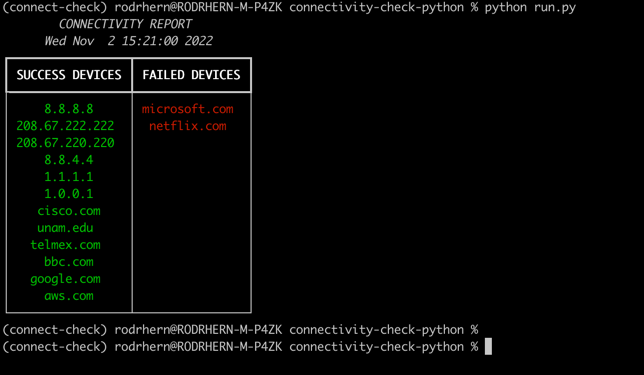 (connect-check) rodrhern@RODRHERN-M-P4ZK connectivity-check-python % python run.py
CONNECTIVITY REPORT
Wed Nov  2 15:21:00 2022
SUCCESS DEVICES FAILED DEVICES
8.8.8.8 microsoft.com
208.67.222.222 netflix.com
208.67.220.220
8.8.4.4
1.1.1.1
1.0.0.1
cisco.com
unam.edu
telmex.com
bbc.com
google.com
aws.com
(connect-check) rodrhern@RODRHERN-M-P4ZK connectivity-check-python %
(connect-check) rodrhern@RODRHERN-M-P4ZK connectivity-check-python %